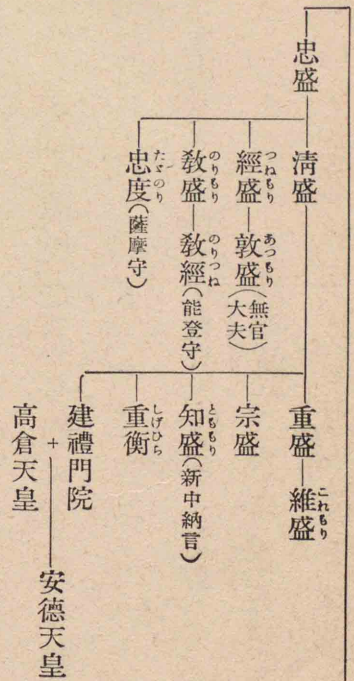 忠盛
淸盛
經盛 つねもり
敦盛 あつもり (無官大夫)
敎盛 のりもり
敎經 のりつね (能登守)
忠度 たゞのり (薩摩守)
重盛
維盛 これもり
宗盛
知盛 とももり (新中納言)
重衡 しげひら
建禮門院
+
高倉天皇
安德天皇